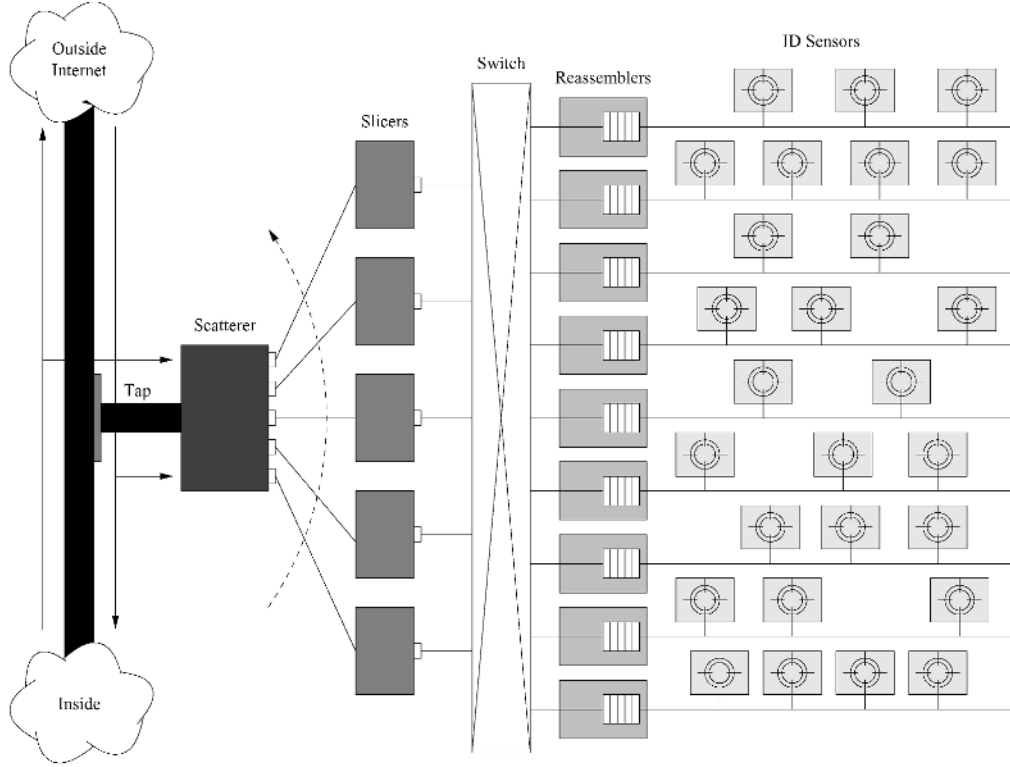 Outside
Internet
ID Sensors
Switch
Reassemblers
Slicers
Scatterer
Tap
Inside